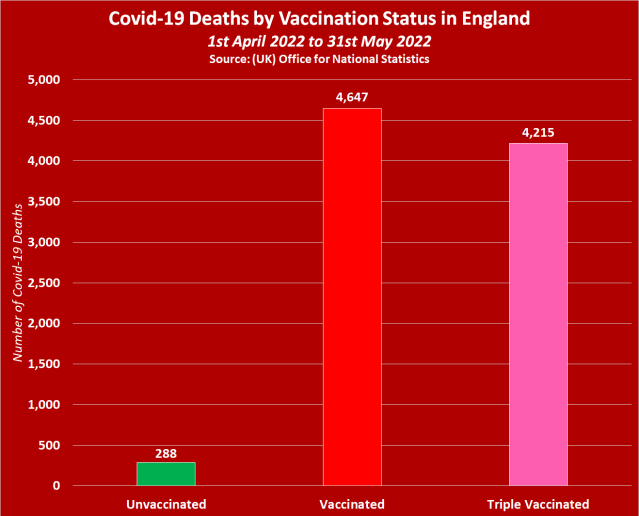 Covid-19 Deaths by Vaccination Status in England
1st April 2022 to 31st May 2022
Source: (UK) Office for National Statistics
Number of Covid-19 Deaths
5,000
4,500
4,000
3,500
3,000
2,500
2,000
1,500
1,000
500
0
288
4,647
4,215
Unvaccinated
Vaccinated
Triple Vaccinated